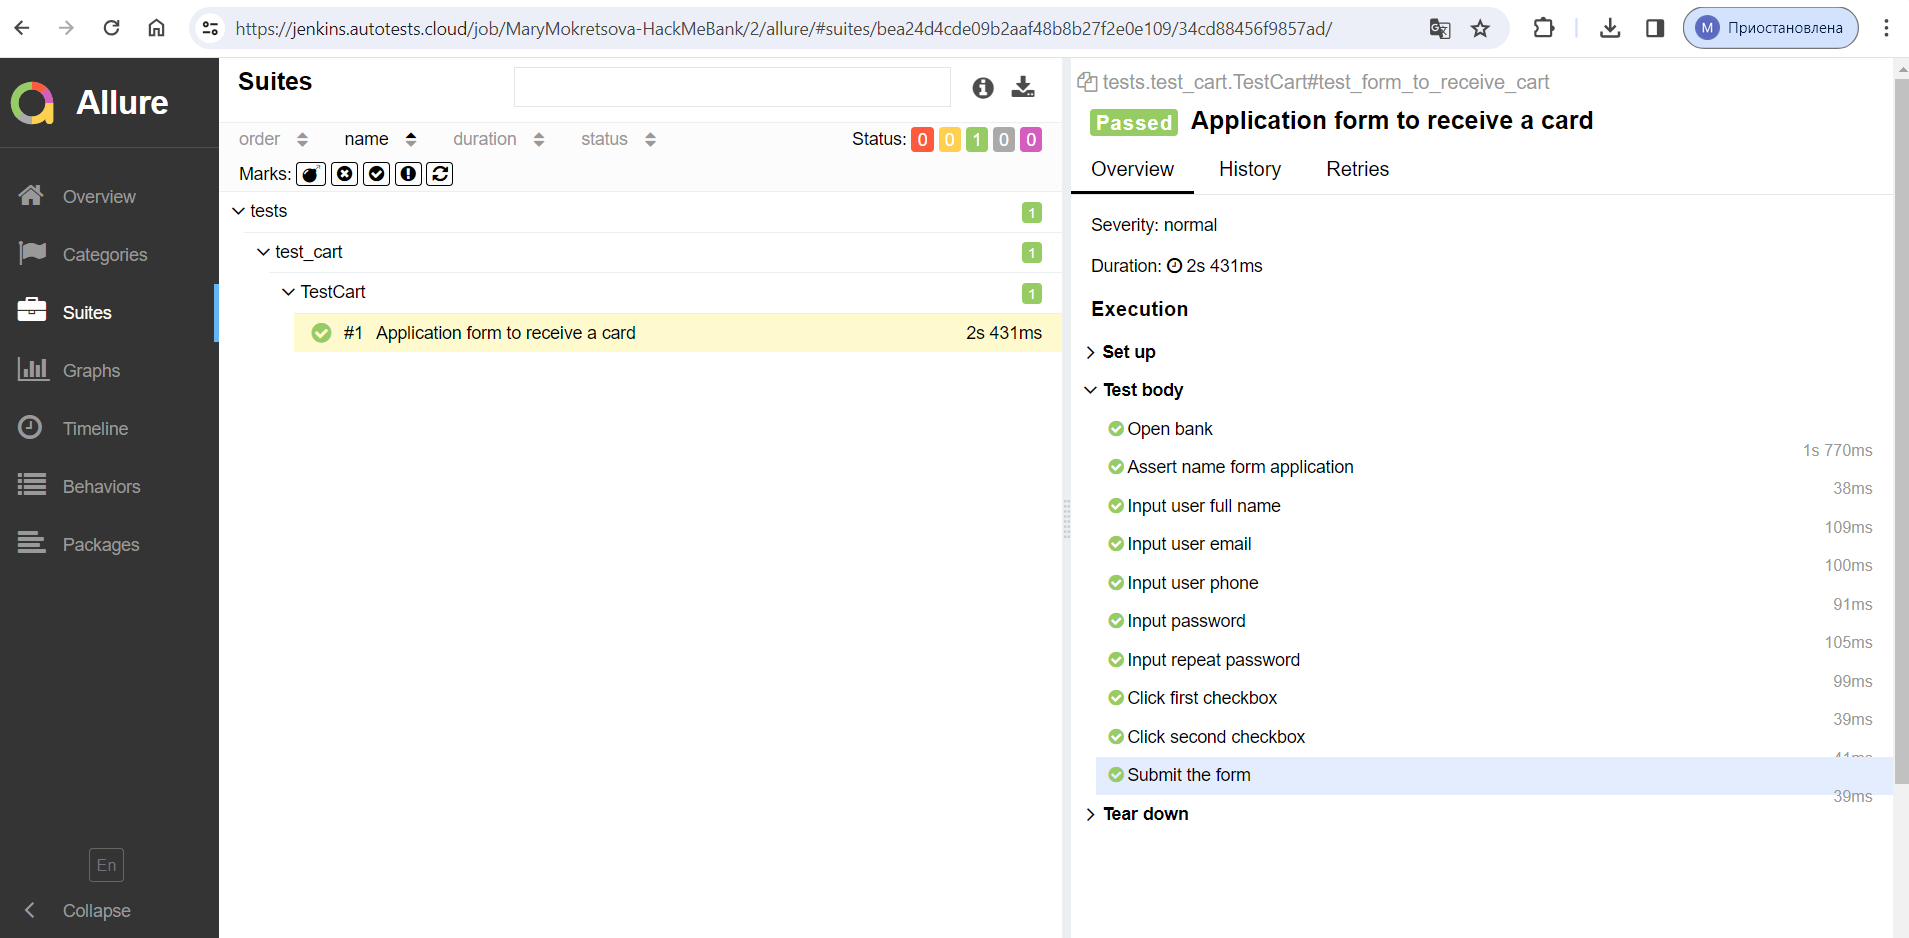 https://jenkins.autotests.cloud/job/MaryMokretsova-HackMeBank/2/allure/#suites/bea24d4cde09b2aaf48b8b27f2e0e109/34cd88456f9857ad/
M Приостановлена
Allure
Overview
Categories
Suites
Graphs
Timeline
Behaviors
Packages
En
Collapse
Suites
order name duration status Status: 0 0 1 0 0
Marks:
tests 1
test_cart 1
TestCart 1
#1 Application form to receive a card 2s 431ms
tests.test_cart.TestCart#test_form_to_receive_cart
Passed Application form to receive a card
Overview History Retries
Severity: normal
Duration: 2s 431ms
Execution
Set up
Test body
Open bank
1s 770ms
Assert name form application
38ms
Input user full name
109ms
Input user email
100ms
Input user phone
91ms
Input password
105ms
Input repeat password
99ms
Click first checkbox
39ms
Click second checkbox
41ms
Submit the form
39ms
Tear down